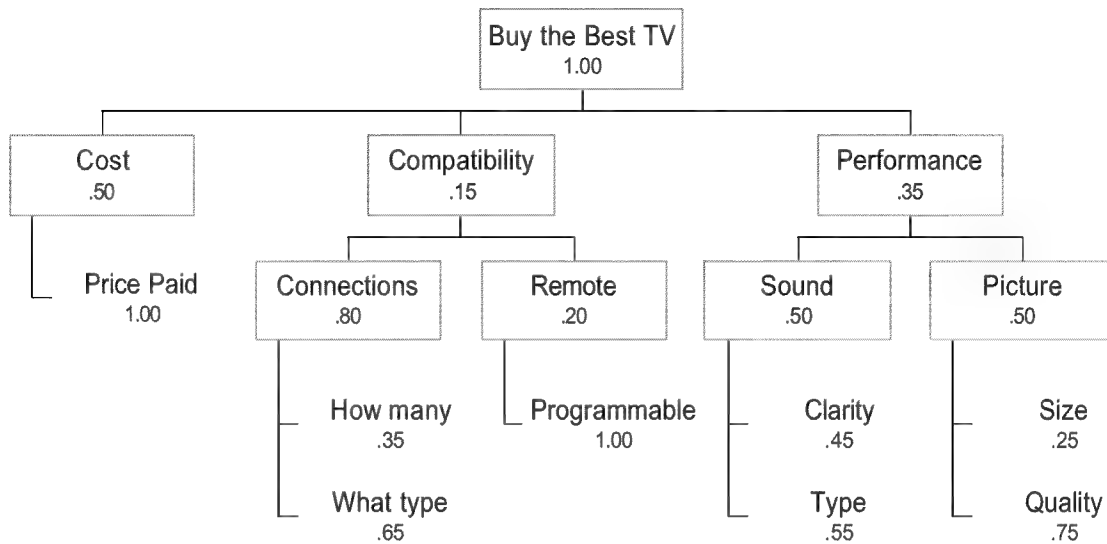 Buy the Best TV
1.00
Cost
.50
Compatibility
.15
Performance
.35
Price Paid
1.00
Connections
.80
Remote
.20
Sound
.50
Picture
.50
How many
.35
Programmable
1.00
Clarity
.45
Size
.25
What type
.65
Type
.55
Quality
.75